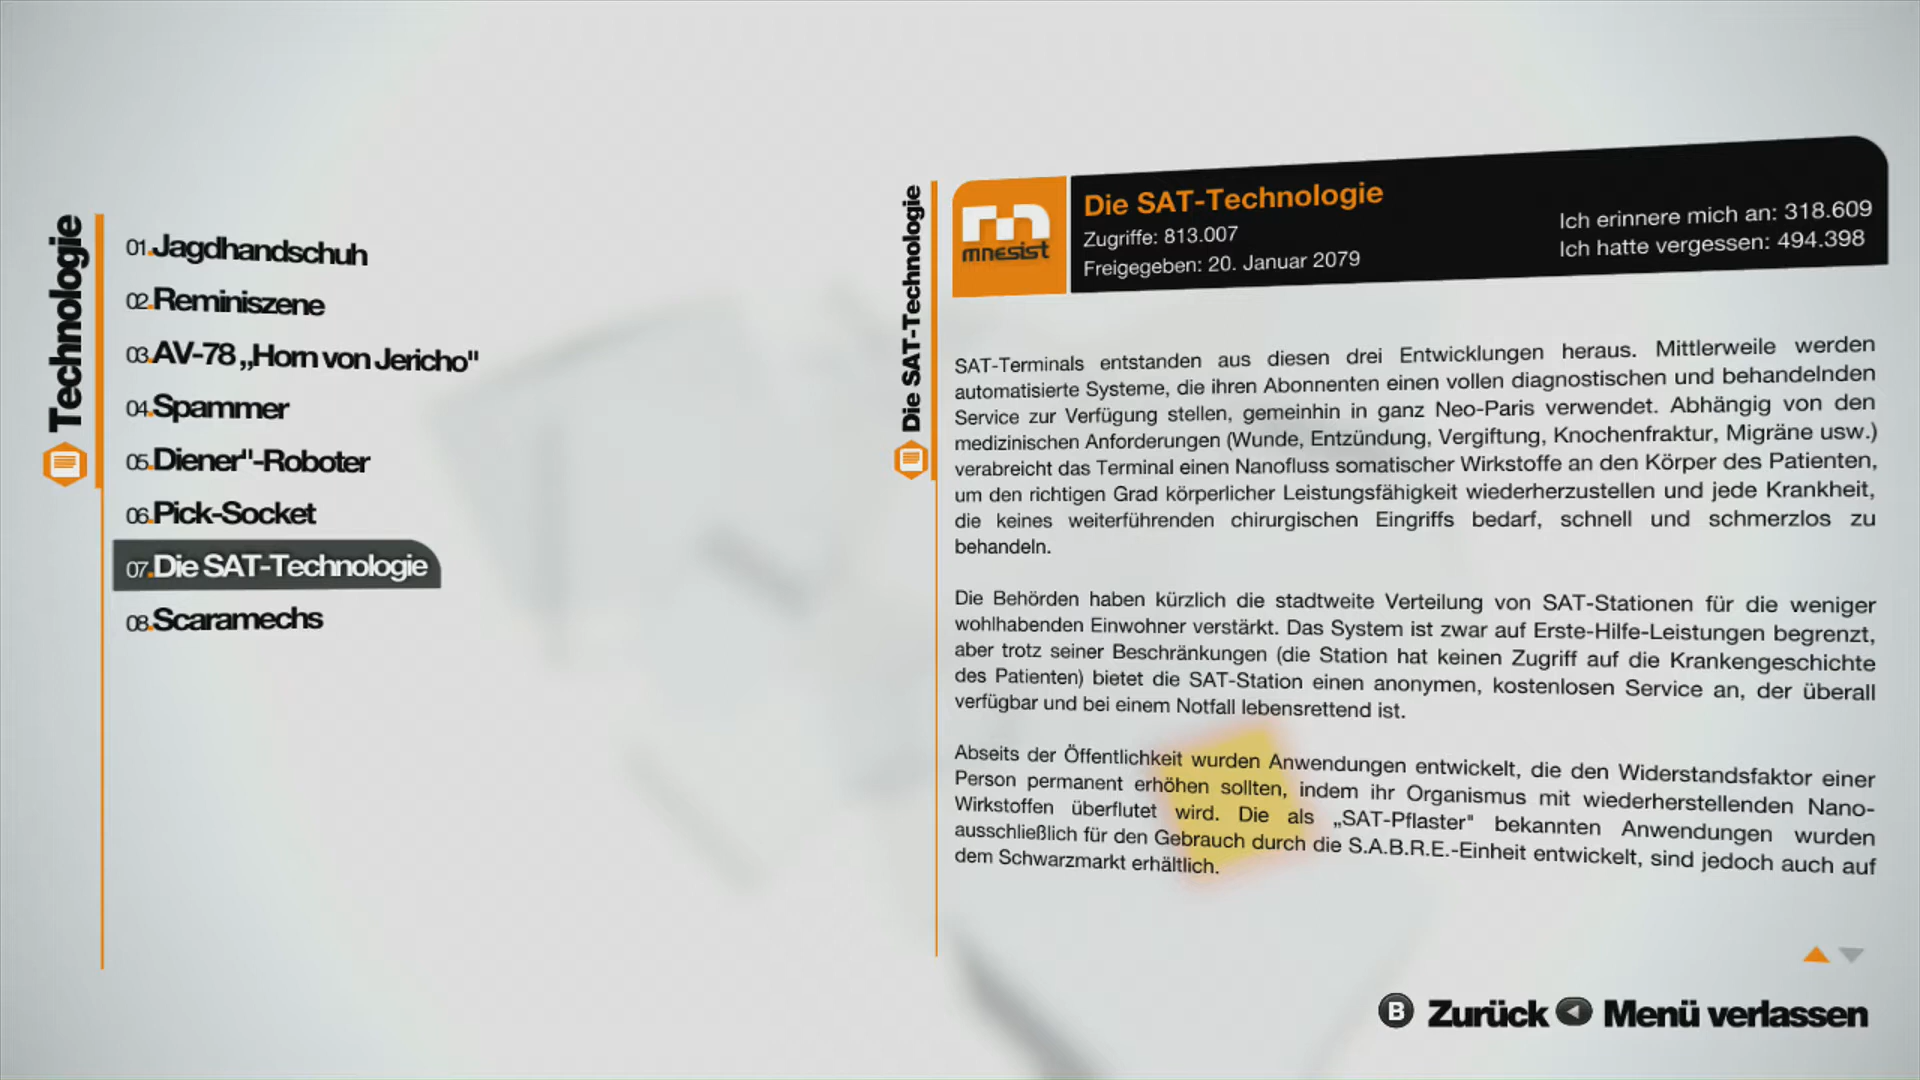 Technologie
01.Jagdhandschuh
02.Reminiszene
03.AV-78 „Horn von Jericho"
04.Spammer
05.Diener"-Roboter
06.Pick-Socket
07.Die SAT-Technologie
08.Scaramechs
Die SAT-Technologie
mnesist
Die SAT-Technologie
Zugriffe: 813.007
Freigegeben: 20. Januar 2079
Ich erinnere mich an: 318.609
Ich hatte vergessen: 494.398
SAT-Terminals entstanden aus diesen drei Entwicklungen heraus. Mittlerweile werden
automatisierte Systeme, die ihren Abonnenten einen vollen diagnostischen und behandelnden
Service zur Verfügung stellen, gemeinhin in ganz Neo-Paris verwendet. Abhängig von den
medizinischen Anforderungen (Wunde, Entzündung, Vergiftung, Knochenfraktur, Migräne usw.)
verabreicht das Terminal einen Nanofluss somatischer Wirkstoffe an den Körper des Patienten,
um den richtigen Grad körperlicher Leistungsfähigkeit wiederherzustellen und jede Krankheit,
die keines weiterführenden chirurgischen Eingriffs bedarf, schnell und schmerzlos zu
behandeln.
Die Behörden haben kürzlich die stadtweite Verteilung von SAT-Stationen für die weniger
wohlhabenden Einwohner verstärkt. Das System ist zwar auf Erste-Hilfe-Leistungen begrenzt,
aber trotz seiner Beschränkungen (die Station hat keinen Zugriff auf die Krankengeschichte
des Patienten) bietet die SAT-Station einen anonymen, kostenlosen Service an, der überall
verfügbar und bei einem Notfall lebensrettend ist.
Abseits der Öffentlichkeit wurden Anwendungen entwickelt, die den Widerstandsfaktor einer
Person permanent erhöhen sollten, indem ihr Organismus mit wiederherstellenden Nano-
Wirkstoffen überflutet wird. Die als „SAT-Pflaster" bekannten Anwendungen wurden
ausschließlich für den Gebrauch durch die S.A.B.R.E.-Einheit entwickelt, sind jedoch auch auf
dem Schwarzmarkt erhältlich.
B Zurück Menü verlassen